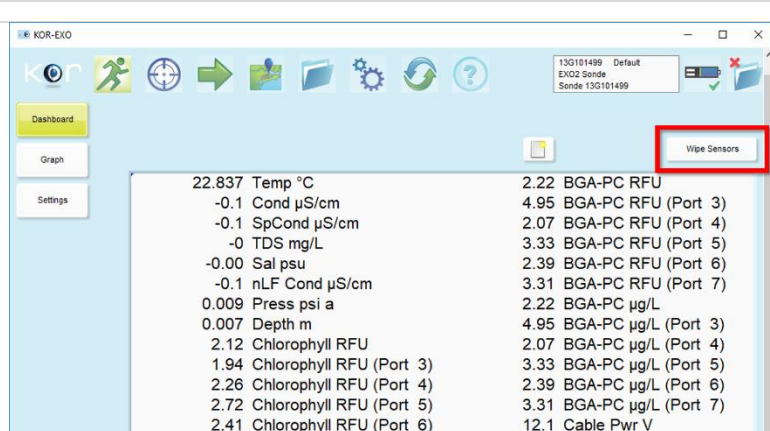 KOR-EXO
Kor
13G101499 Default
EXO2 Sonde
Sonde 13G101499
Dashboard
Graph
Settings
Wipe Sensors
22.837 Temp °C
-0.1 Cond µS/cm
-0.1 SpCond µS/cm
-0 TDS mg/L
-0.00 Sal psu
-0.1 nLF Cond µS/cm
0.009 Press psi a
0.007 Depth m
2.12 Chlorophyll RFU
1.94 Chlorophyll RFU (Port 3)
2.26 Chlorophyll RFU (Port 4)
2.72 Chlorophyll RFU (Port 5)
2.41 Chlorophyll RFU (Port 6)
2.22 BGA-PC RFU
4.95 BGA-PC RFU (Port 3)
2.07 BGA-PC RFU (Port 4)
3.33 BGA-PC RFU (Port 5)
2.39 BGA-PC RFU (Port 6)
3.31 BGA-PC RFU (Port 7)
2.22 BGA-PC µg/L
4.95 BGA-PC µg/L (Port 3)
2.07 BGA-PC µg/L (Port 4)
3.33 BGA-PC µg/L (Port 5)
2.39 BGA-PC µg/L (Port 6)
3.31 BGA-PC µg/L (Port 7)
12.1 Cable Pwr V